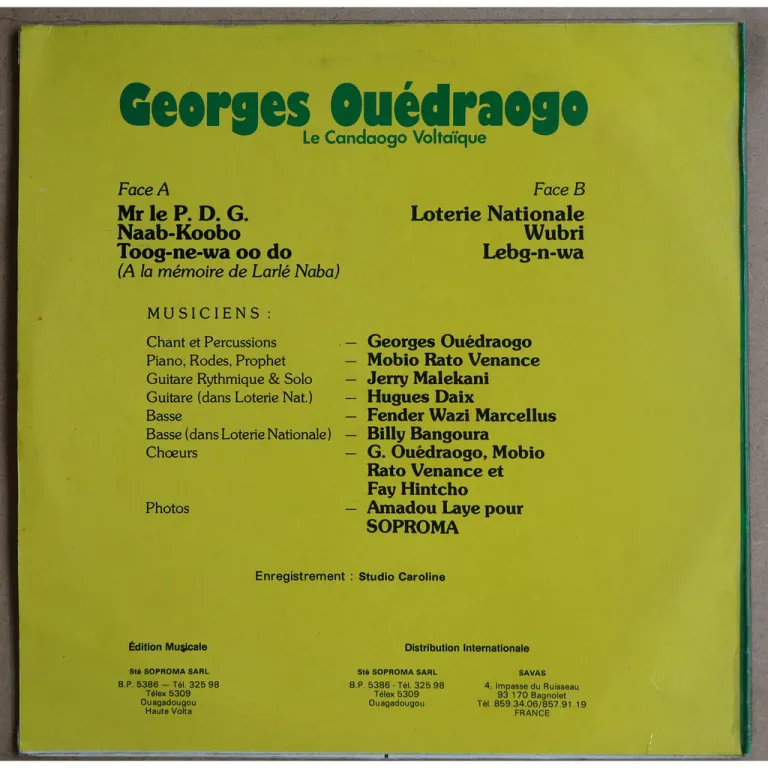 Georges Ouédraogo
Le Candaogo Voltaïque
Face A
Mr le P. D. G.
Naab-Koobo
Toog-ne-wa oo do
(A la mémoire de Larlé Naba)
Face B
Loterie Nationale
Wubri
Lebg-n-wa
MUSICIENS :
Chant et Percussions — Georges Ouédraogo
Piano, Rodes, Prophet — Mobio Rato Venance
Guitare Rythmique & Solo — Jerry Malekani
Guitare (dans Loterie Nat.) — Hugues Daix
Basse — Fender Wazi Marcellus
Basse (dans Loterie Nationale) — Billy Bangoura
Chœurs — G. Ouédraogo, Mobio
Rato Venance et
Fay Hintcho
Photos — Amadou Laye pour
SOPROMA
Enregistrement : Studio Caroline
Édition Musicale
Sté SOPROMA SARL
B.P. 5386 — Tél. 325 98
Télex 5309
Ouagadougou
Haute Volta
Distribution Internationale
Sté SOPROMA SARL
B.P. 5386 - Tél. 325 98
Télex 5309
Ouagadougou
SAVAS
4, Impasse du Ruisseau
93 170 Bagnolet
Tél. 859.34.06/857.91.19
FRANCE